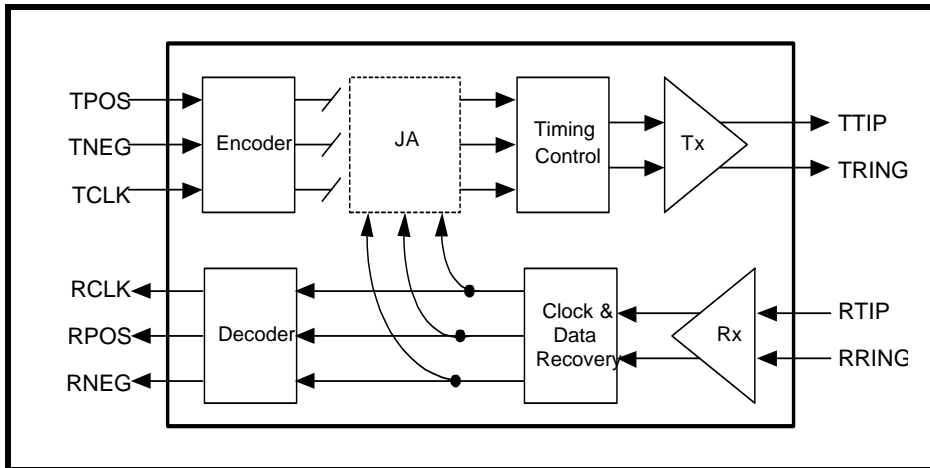 TPOS
TNEG
TCLK
Encoder
JA
Timing
Control
Tx
TTIP
TRING
RCLK
RPOS
RNEG
Decoder
Clock &
Data
Recovery
Rx
RTIP
RRING